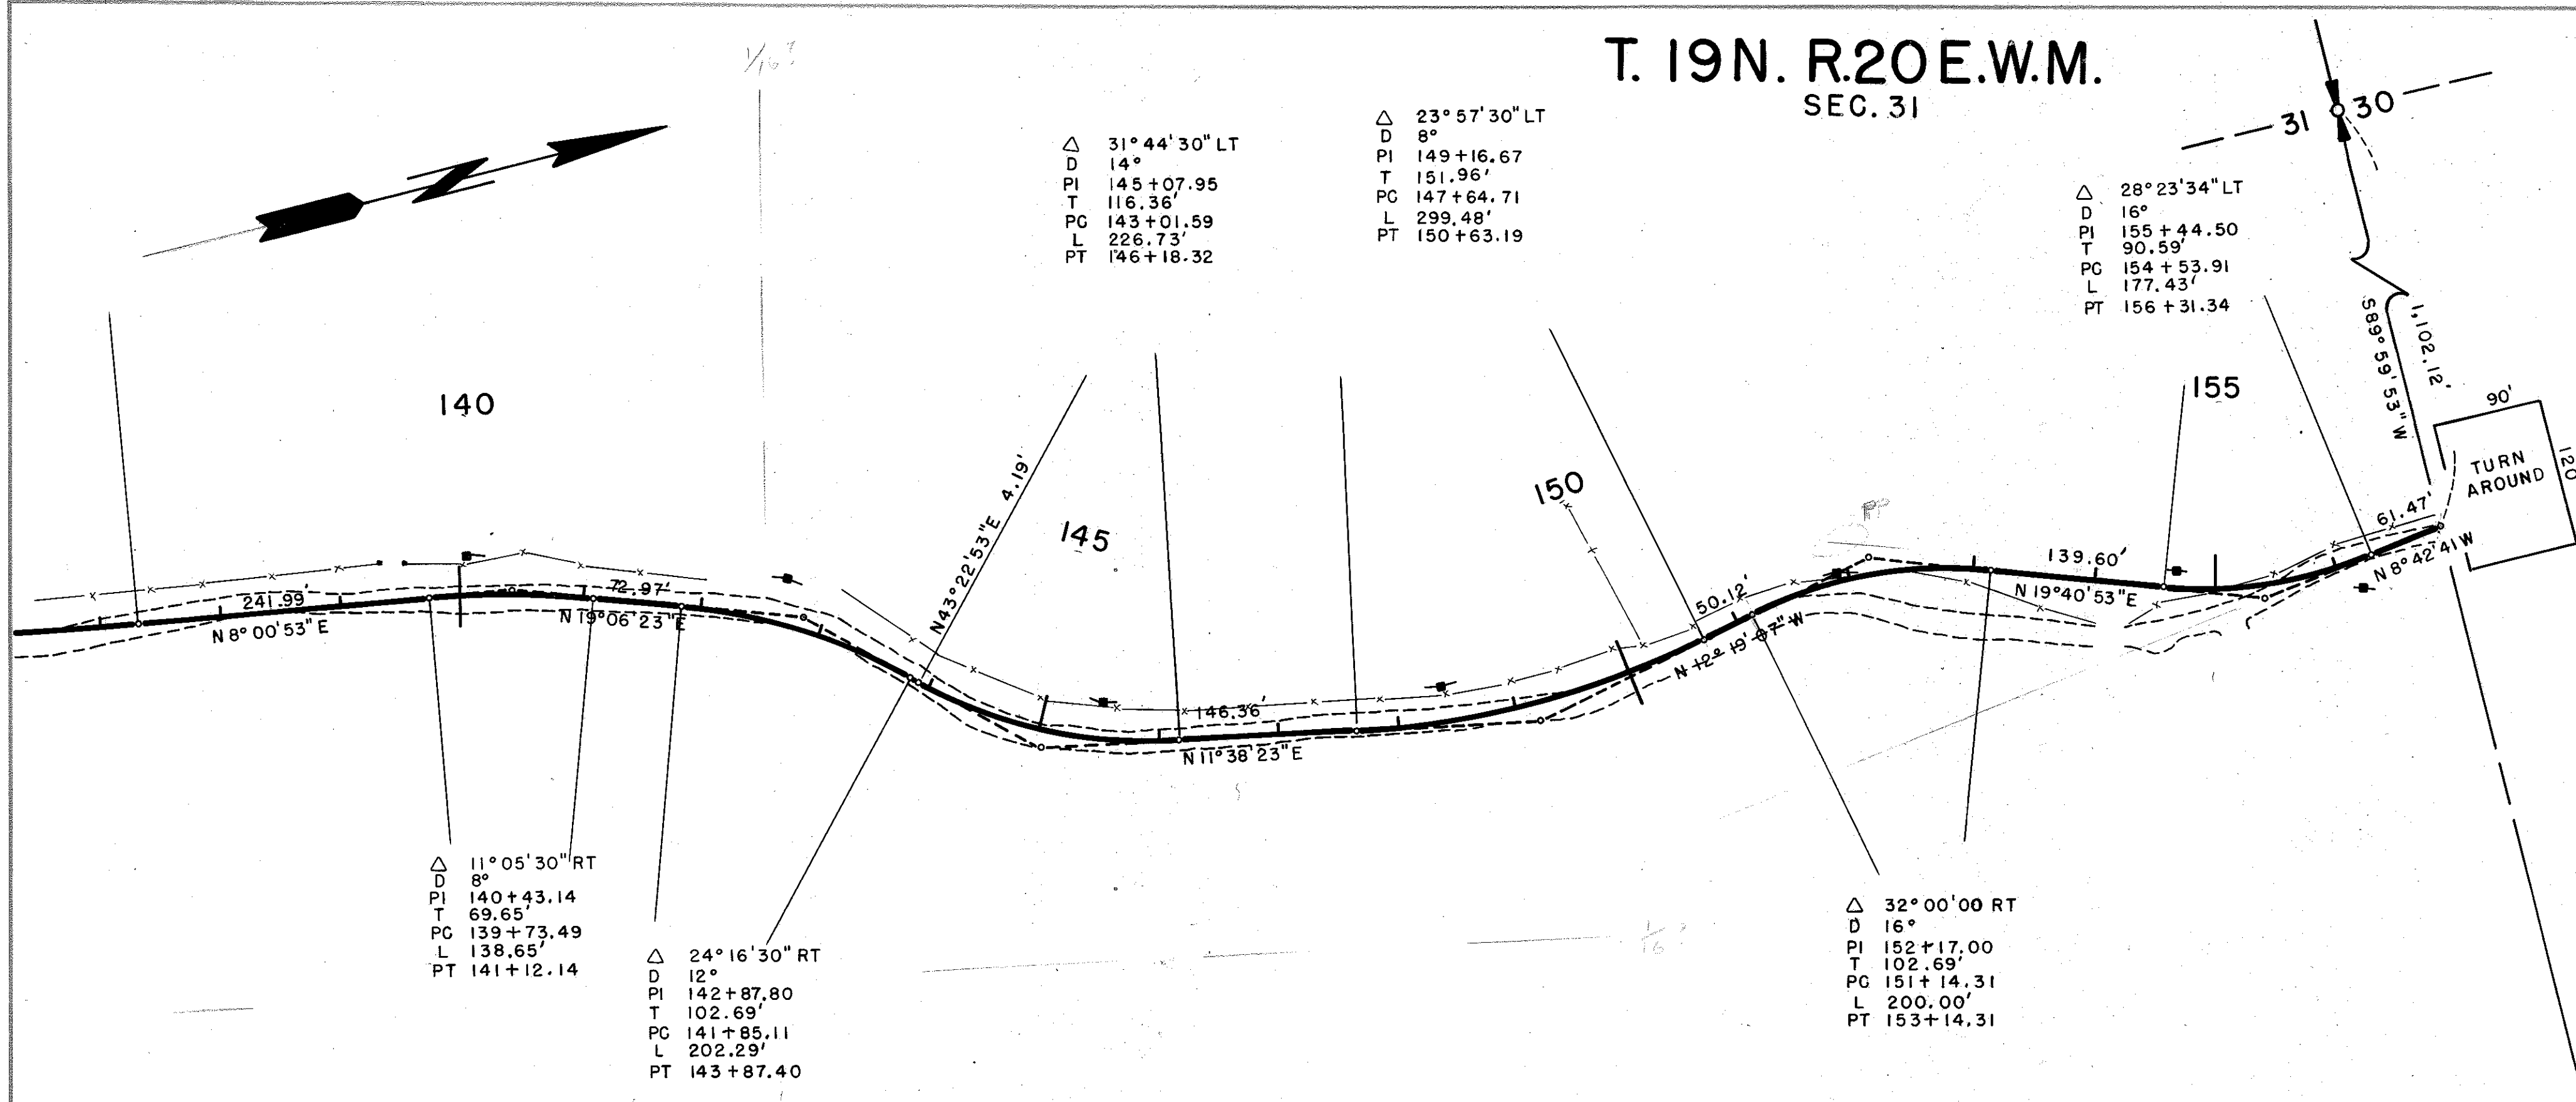 T. 19N. R.20E.W.M.
SEC. 31
1/16?
31 30
△ 31°44'30" LT
D 14°
PI 145+07.95
T 116.36'
PC 143+01.59
L 226.73'
PT 146+18.32
△ 23°57'30" LT
D 8°
PI 149+16.67
T 151.96'
PC 147+64.71
L 299.48'
PT 150+63.19
△ 28°23'34" LT
D 16°
PI 155+44.50
T 90.59'
PC 154+53.91
L 177.43'
PT 156+31.34
1,102.12'
S89°59'53"W
140
145
150
155
90'
120
TURN
AROUND
PP
241.99'
N 8°00'53"E
72.97'
N 19°06'23"E
N43°22'53"E 4.19'
146.36'
N 11°38'23"E
50.12'
N 12° 19' 07" W
139.60'
N 19°40'53"E
61.47'
N 8°42'41 W
△ 11°05'30" RT
D 8°
PI 140+43.14
T 69.65'
PC 139+73.49
L 138.65'
PT 141+12.14
△ 24°16'30" RT
D 12°
PI 142+87.80
T 102.69'
PC 141+85.11
L 202.29'
PT 143+87.40
1/16?
△ 32°00'00 RT
D 16°
PI 152+17.00
T 102.69'
PC 151+14.31
L 200.00'
PT 153+14.31